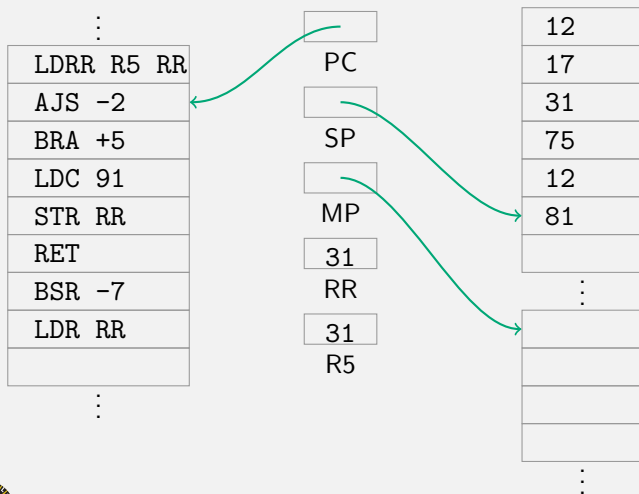 ⋮
LDRR R5 RR
AJS -2
BRA +5
LDC 91
STR RR
RET
BSR -7
LDR RR
⋮
PC
SP
MP
31
RR
31
R5
12
17
31
75
12
81
⋮
⋮